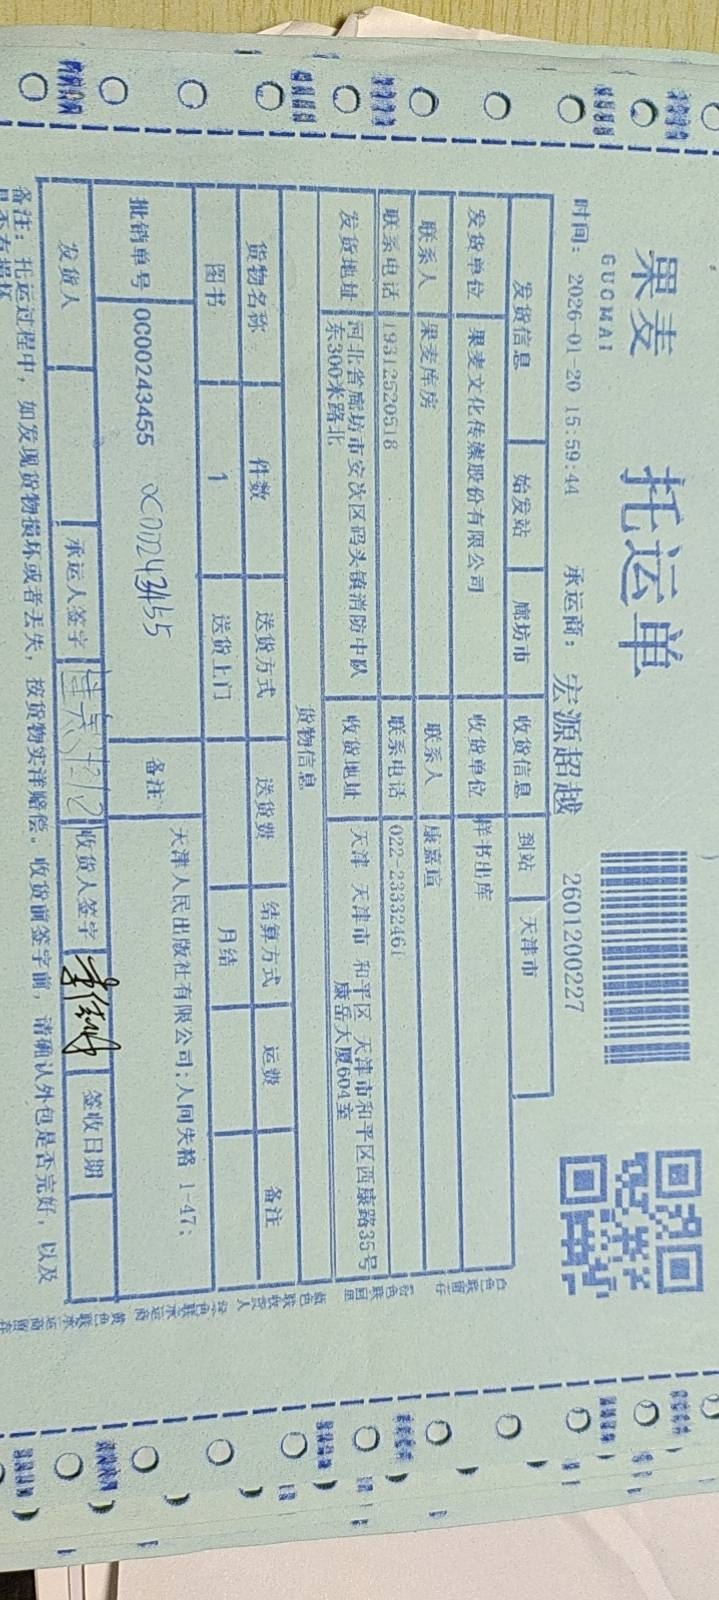 果麦
GUOMAI
托运单
时间: 2026-01-20 15:59:44 承运商: 宏源超越 2601200227
发货信息 始发站 廊坊市 收货信息 到站 天津市
发货单位 果麦文化传媒股份有限公司 收货单位 样书出库
联系人 果麦库房 联系人 康嘉瑄
联系电话 19312520518 联系电话 022-23332461
发货地址 河北省廊坊市安次区码头镇消防中队
东300米路北
收货地址 天津 天津市 和平区 天津市和平区西康路35号
康岳大厦604室
货物信息
货物名称 件数 送货方式 送货费 结算方式 运费 备注
图书 1 送货上门 月结
批销单号 OC00243455 OC00243455 备注 天津人民出版社有限公司:人间失格 1-47;
发货人 承运人签字 收货人签字 签收日期
备注: 托运过程中, 如发现货物损坏或者丢失, 按货物实洋赔偿。收货前签字前, 请确认外包是否完好, 以及
是否有损坏